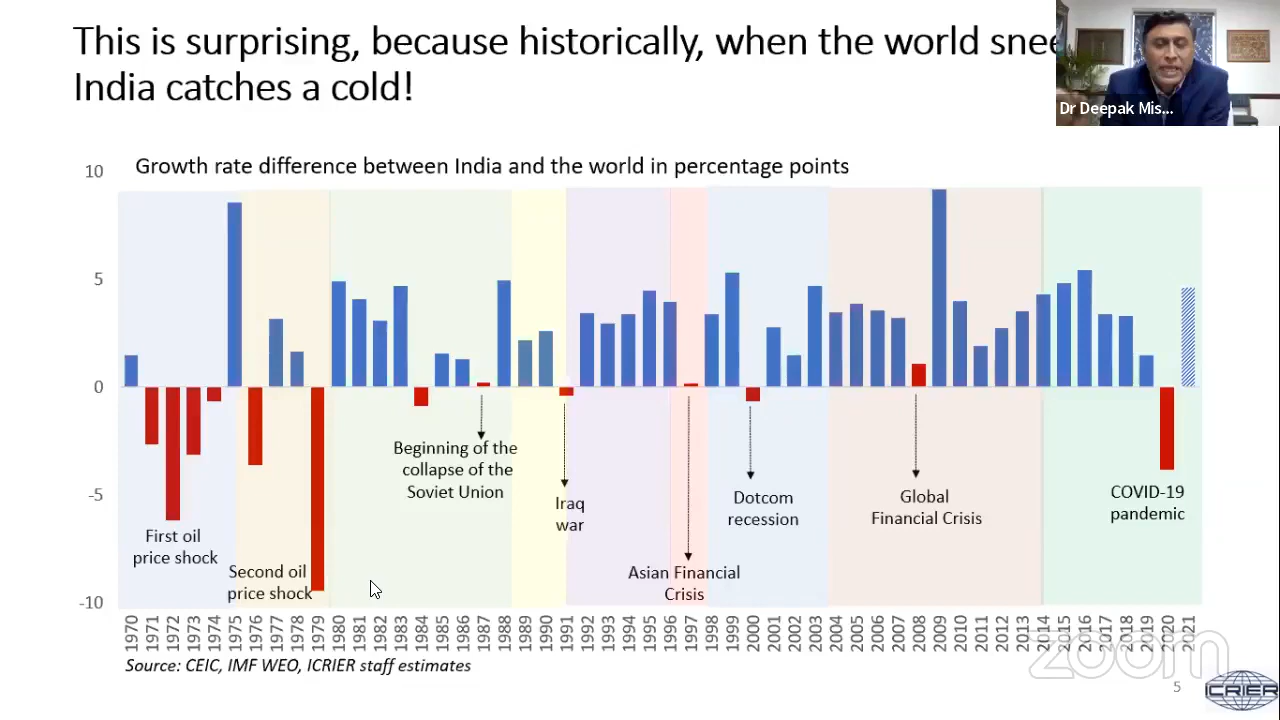 This is surprising, because historically, when the world
India catches a cold!
Dr Deepak Mis...
Growth rate difference between India and the world in percentage points
10
5
0
-5
-10
Beginning of the
collapse of the
Soviet Union
Iraq
war
Dotcom
recession
Global
Financial Crisis
COVID-19
pandemic
First oil
price shock
Second oil
price shock
Asian Financial
Crisis
1970 1971 1972 1973 1974 1975 1976 1977 1978 1979 1980 1981 1982 1983 1984 1985 1986 1987 1988 1989 1990 1991 1992 1993 1994 1995 1996 1997 1998 1999 2000 2001 2002 2003 2004 2005 2006 2007 2008 2009 2010 2011 2012 2013 2014 2015 2016 2017 2018 2019 2020 2021
Source: CEIC, IMF WEO, ICRIER staff estimates
zoom
5
ICRIER